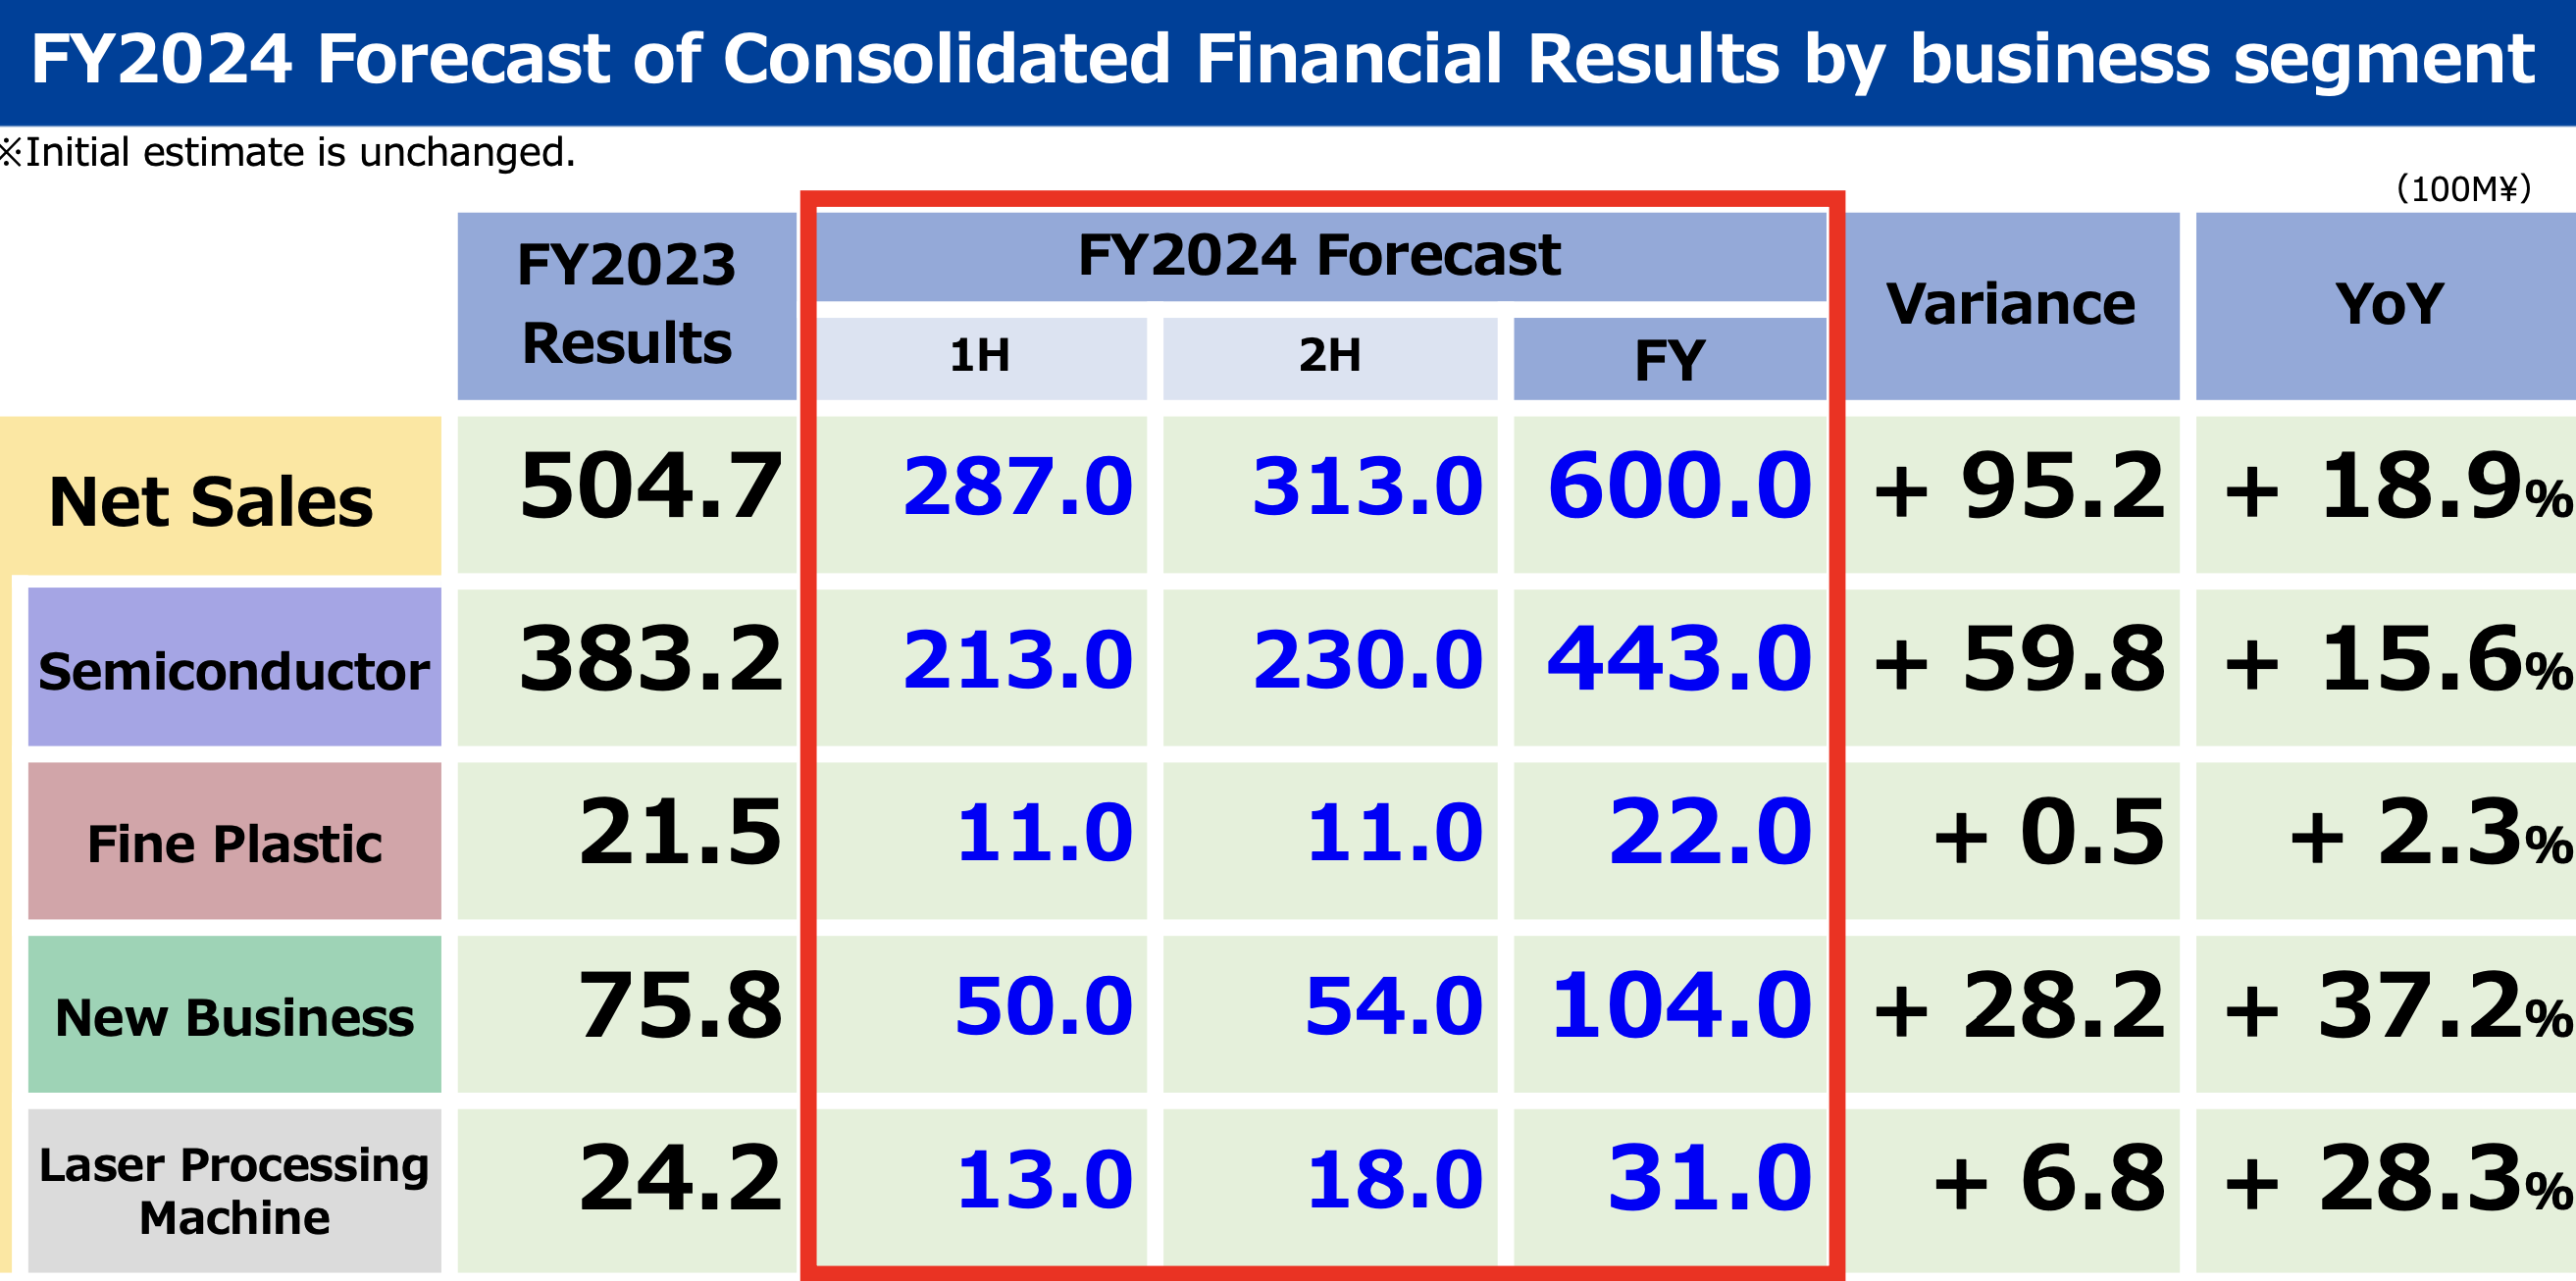 FY2024 Forecast of Consolidated Financial Results by business segment
※Initial estimate is unchanged.
(100M¥)
FY2023 Results FY2024 Forecast Variance YoY
1H 2H FY
Net Sales 504.7 287.0 313.0 600.0 + 95.2 + 18.9%
Semiconductor 383.2 213.0 230.0 443.0 + 59.8 + 15.6%
Fine Plastic 21.5 11.0 11.0 22.0 + 0.5 + 2.3%
New Business 75.8 50.0 54.0 104.0 + 28.2 + 37.2%
Laser Processing Machine 24.2 13.0 18.0 31.0 + 6.8 + 28.3%